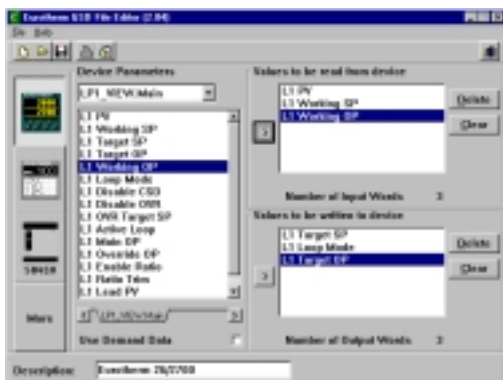 Eurotherm GSD File Editor (2.04)
File Help
Device Parameters
LP1_VIEW.Main
L1 PV
L1 Working SP
L1 Target SP
L1 Target OP
L1 Working OP
L1 Loop Mode
L1 Disable CSD
L1 Disable OVR
L1 OVR Target SP
L1 Active Loop
L1 Main OP
L1 Override OP
L1 Enable Ratio
L1 Ratio Trim
L1 Lead PV
LP1_VIEW.Main
Use Demand Data
Values to be read from device
L1 PV
L1 Working SP
L1 Working OP
Delete
Clear
Number of Input Words 3
Values to be written to device
L1 Target SP
L1 Loop Mode
L1 Target OP
Delete
Clear
Number of Output Words 3
More
Description: Eurotherm 26/2700